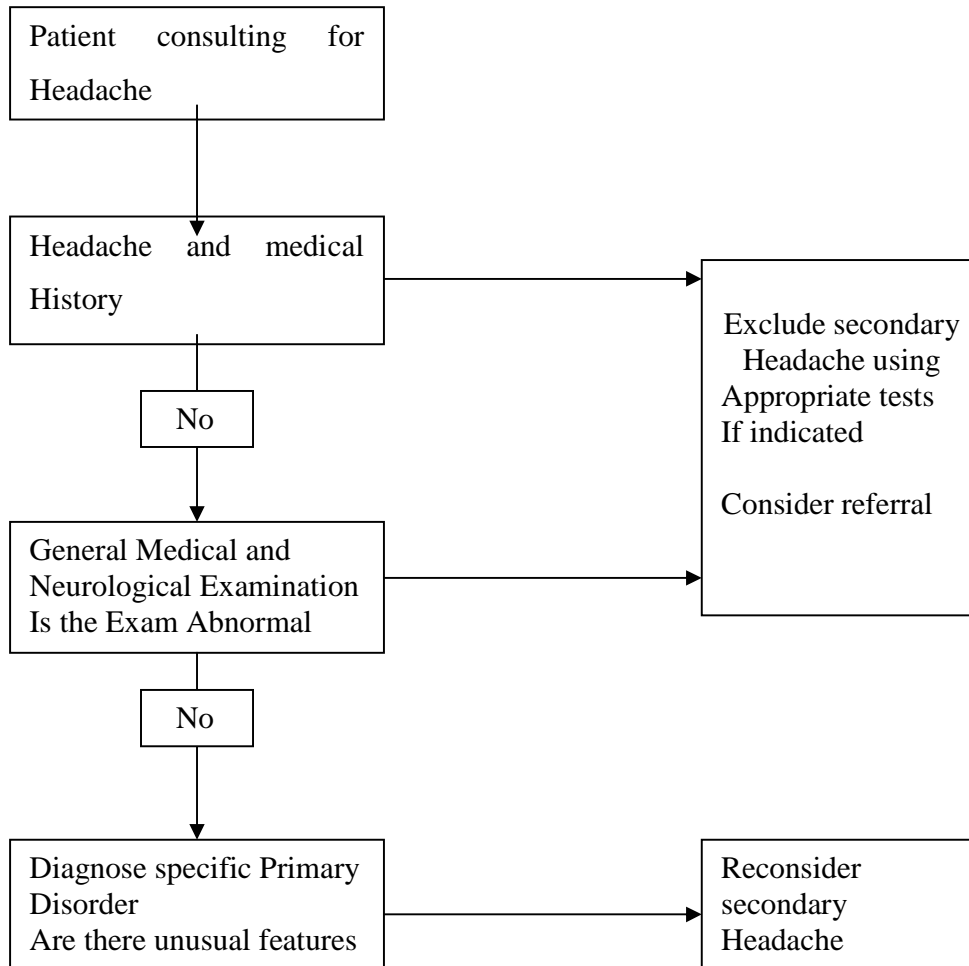 Patient consulting for
Headache
Headache and medical
History
Exclude secondary
Headache using
Appropriate tests
If indicated
Consider referral
No
General Medical and
Neurological Examination
Is the Exam Abnormal
No
Diagnose specific Primary
Disorder
Are there unusual features
Reconsider
secondary
Headache